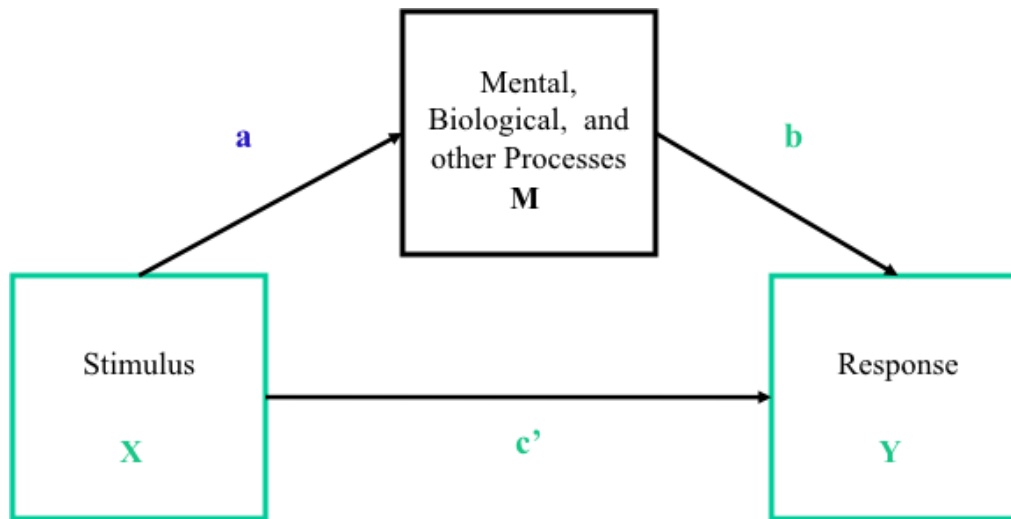 Mental,
Biological, and
other Processes
M
a
b
Stimulus
X
Response
Y
c’